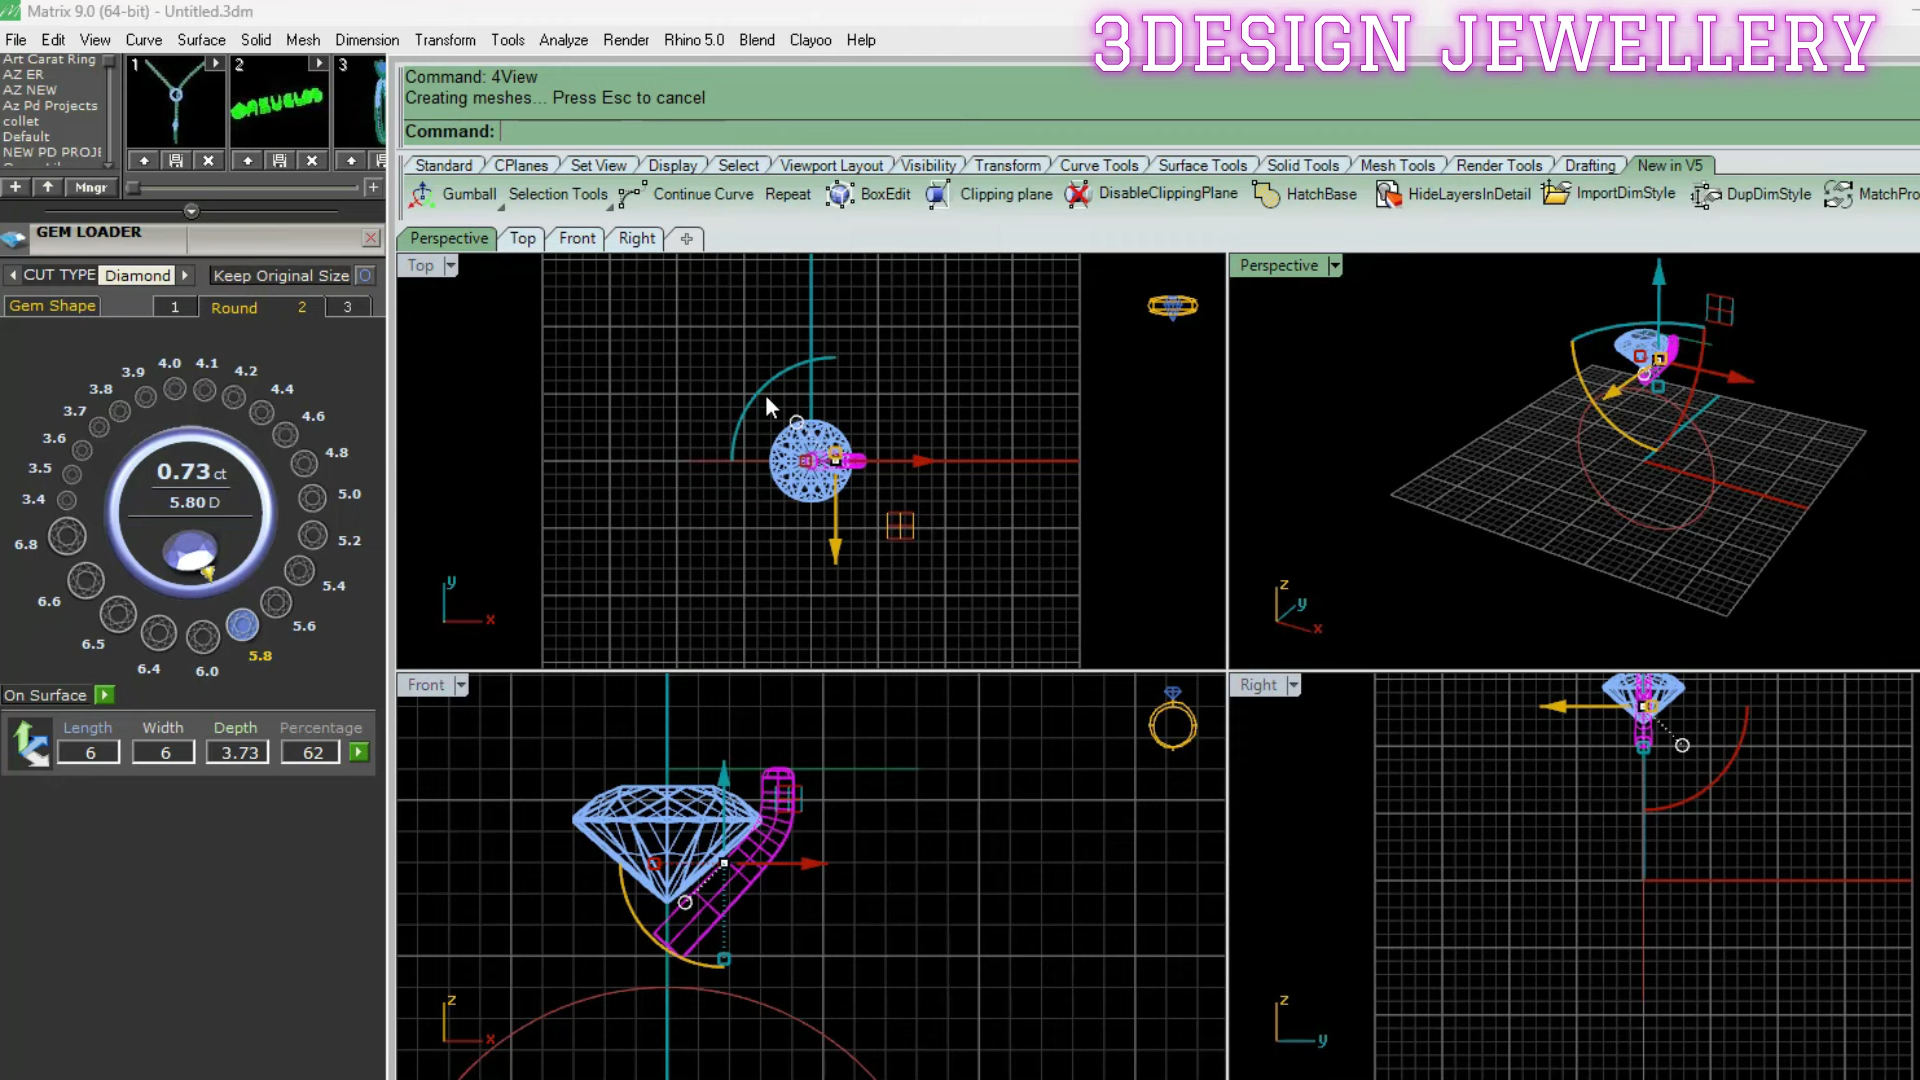 Matrix 9.0 (64-bit) - Untitled.3dm
3DESIGN JEWELLERY
File Edit View Curve Surface Solid Mesh Dimension Transform Tools Analyze Render Rhino 5.0 Blend Clayoo Help
Art Carat Ring
AZ ER
AZ NEW
Az Pd Projects
collet
Default
NEW PD PROJE
1
2
3
Mngr
Command: 4View
Creating meshes... Press Esc to cancel
Command:
Standard CPlanes Set View Display Select Viewport Layout Visibility Transform Curve Tools Surface Tools Solid Tools Mesh Tools Render Tools Drafting New in V5
Gumball Selection Tools Continue Curve Repeat BoxEdit Clipping plane DisableClippingPlane HatchBase HideLayersInDetail ImportDimStyle DupDimStyle MatchPro
Perspective Top Front Right
GEM LOADER
CUT TYPE Diamond Keep Original Size
Gem Shape 1 Round 2 3
4.0 4.1
3.9 4.2
3.8 4.4
3.7 4.6
3.6 4.8
3.5 5.0
3.4
0.73 ct
5.80 D
6.8 5.2
6.6 5.4
6.5 5.6
6.4 6.0 5.8
On Surface
Length Width Depth Percentage
6 6 3.73 62
Top
y
x
Perspective
z
y
x
Front
z
x
Right
z
y